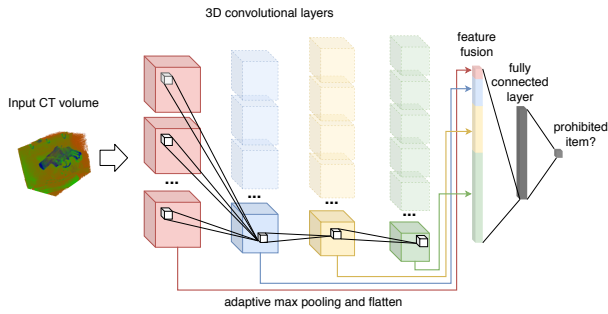 3D convolutional layers
feature
fusion
fully
connected
layer
Input CT volume
prohibited
item?
...
...
...
...
...
adaptive max pooling and flatten